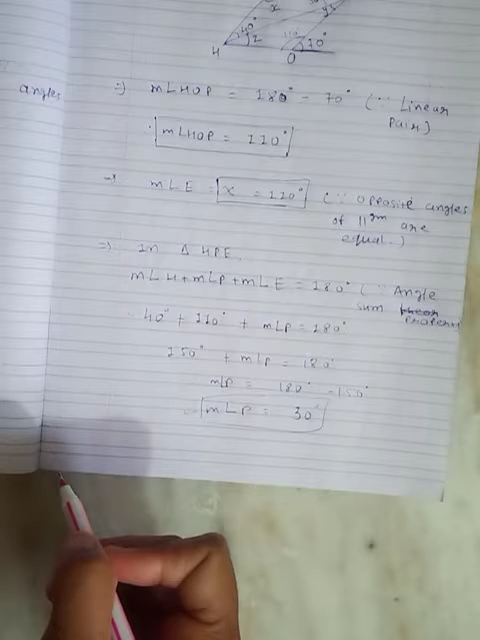 x
40°
z
H
110°
70°
O
y
angles
⇒ m∠HOP = 180° - 70° (∵ Linear
Pair)
m∠HOP = 110°
→ m∠E = x = 110° (∵ opposite angles
of ||gm are
equal.)
⇒ In Δ HPE,
m∠H+m∠P+m∠E = 180° (∵ Angle
sum Property
40° + 110° + m∠P = 180°
150° + m∠P = 180°
m∠P = 180° - 150°
m∠P = 30°